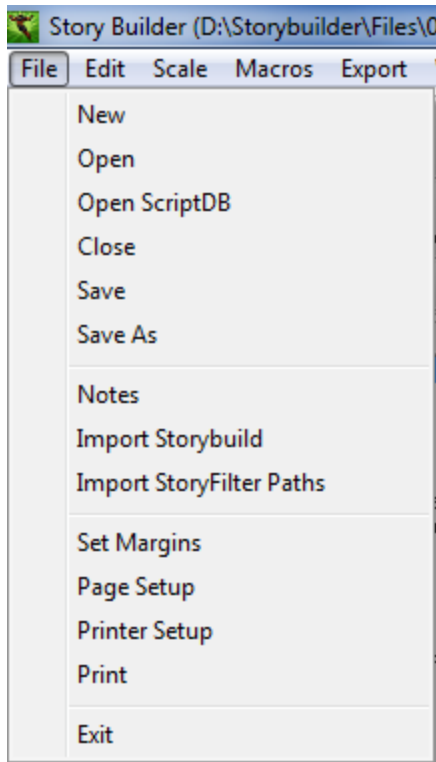 Story Builder (D:\Storybuilder\Files\0
File Edit Scale Macros Export
New
Open
Open ScriptDB
Close
Save
Save As
Notes
Import Storybuild
Import StoryFilter Paths
Set Margins
Page Setup
Printer Setup
Print
Exit